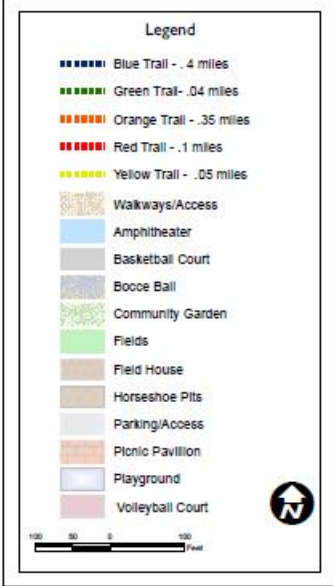 Legend
Blue Trail - . 4 miles
Green Trail- .04 miles
Orange Trail - .35 miles
Red Trail - .1 miles
Yellow Trail - .05 miles
Walkways/Access
Amphitheater
Basketball Court
Bocce Ball
Community Garden
Fields
Field House
Horseshoe Pits
Parking/Access
Picnic Pavilion
Playground
Volleyball Court
N
100 50 0 100
Feet